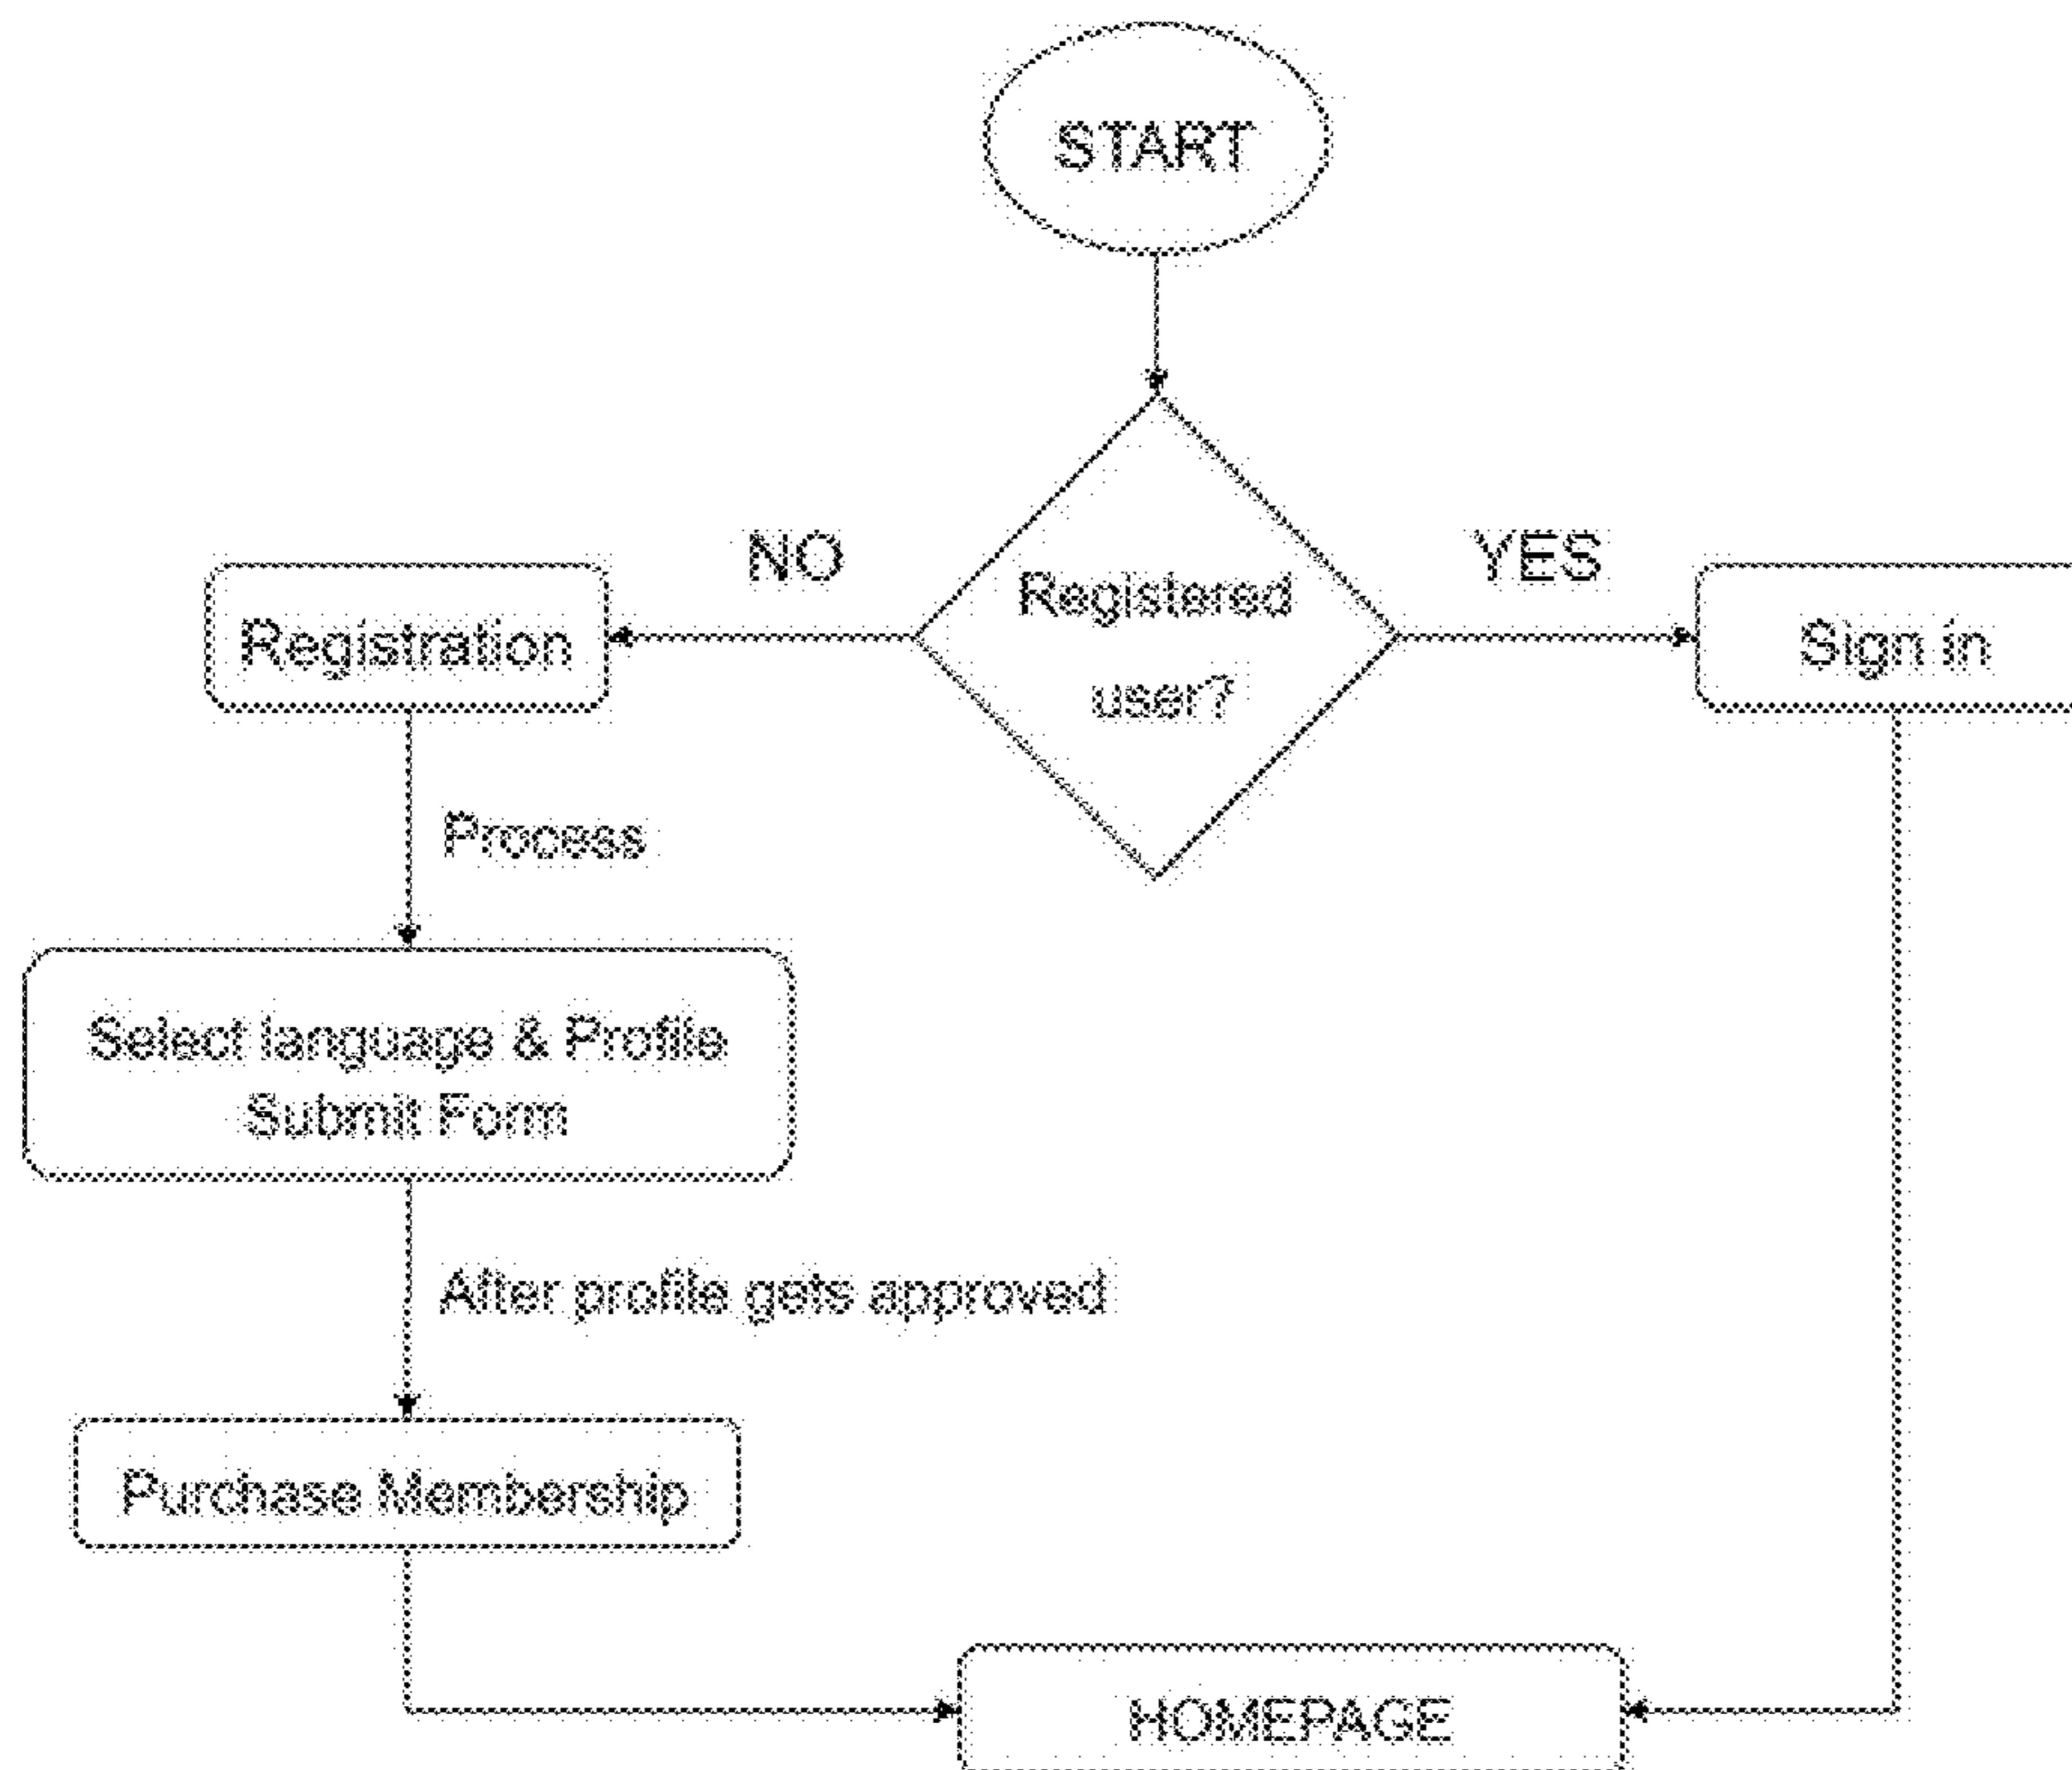 START
Registered
user?
NO
YES
Registration
Sign in
Process
Select language & Profile
Submit Form
After profile gets approved
Purchase Membership
HOMEPAGE